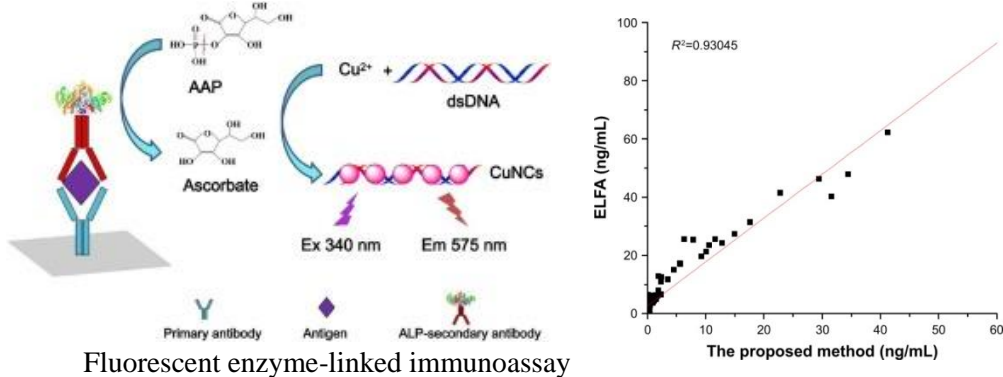 AAP
Ascorbate
Cu²⁺ +
dsDNA
CuNCs
Ex 340 nm
Em 575 nm
Primary antibody
Antigen
ALP-secondary antibody
Fluorescent enzyme-linked immunoassay
R²=0.93045
ELFA (ng/mL)
100
80
60
40
20
0
0 10 20 30 40 50 60
The proposed method (ng/mL)